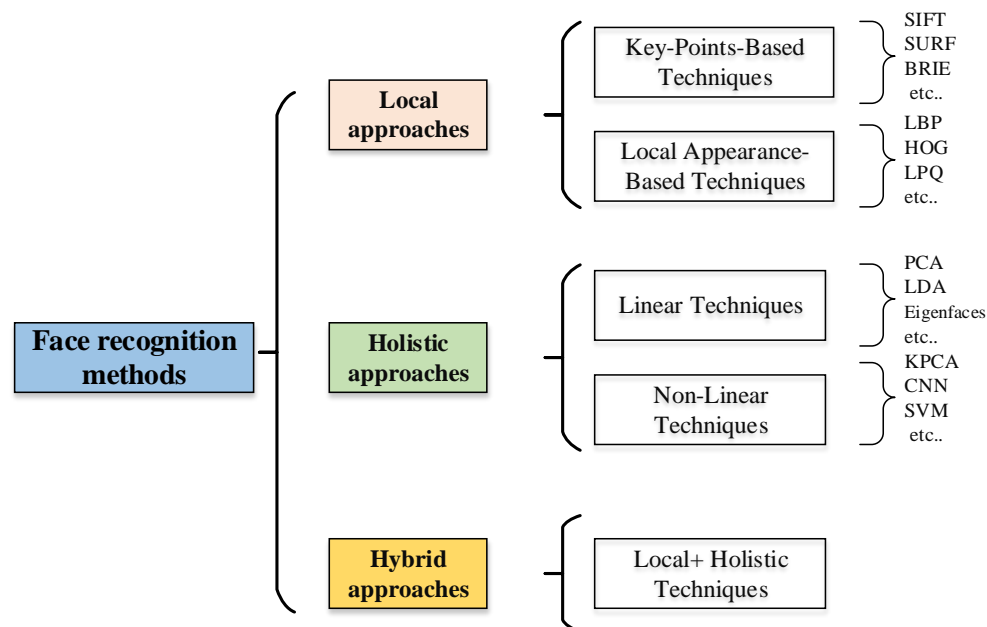 Face recognition
methods
Local
approaches
Key-Points-Based
Techniques
SIFT
SURF
BRIE
etc..
Local Appearance-
Based Techniques
LBP
HOG
LPQ
etc..
Holistic
approaches
Linear Techniques
PCA
LDA
Eigenfaces
etc..
Non-Linear
Techniques
KPCA
CNN
SVM
etc..
Hybrid
approaches
Local+ Holistic
Techniques